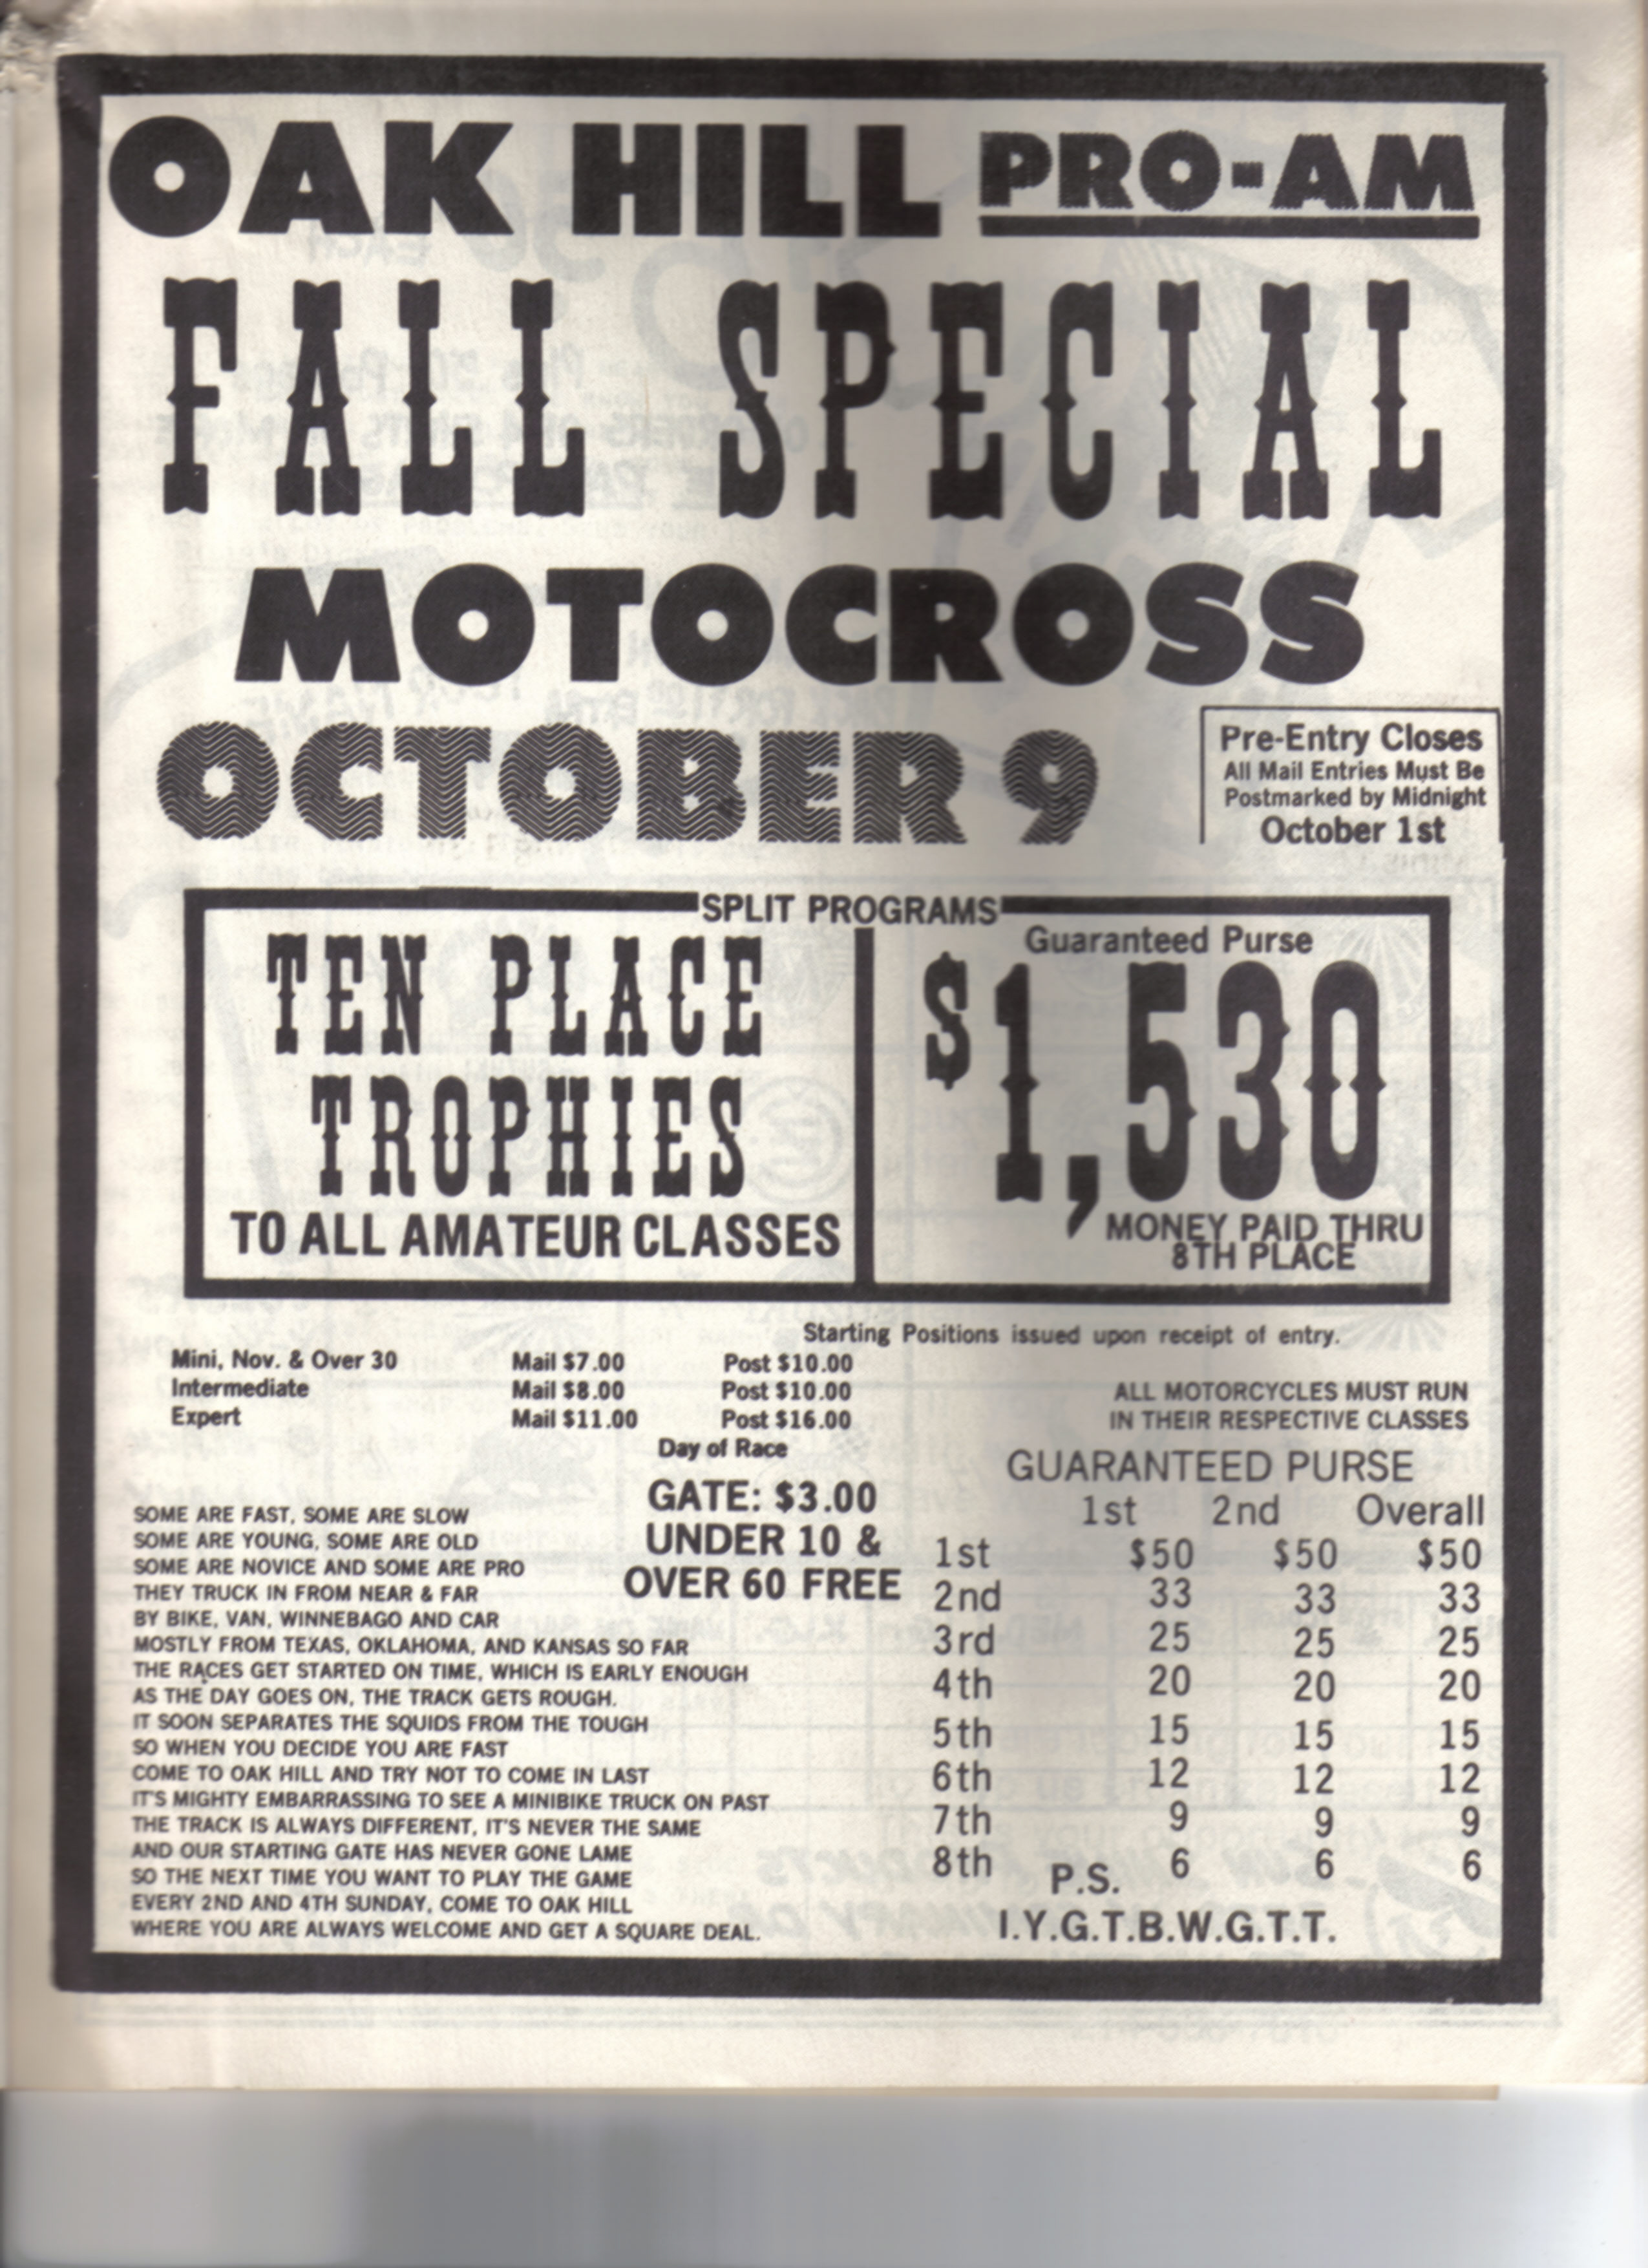 OAK HILL PRO-AM
FALL SPECIAL
MOTOCROSS
OCTOBER 9
Pre-Entry Closes
All Mail Entries Must Be
Postmarked by Midnight
October 1st
SPLIT PROGRAMS
TEN PLACE
TROPHIES
TO ALL AMATEUR CLASSES
Guaranteed Purse
$1,530
MONEY PAID THRU
8TH PLACE
Starting Positions issued upon receipt of entry.
Mini, Nov. & Over 30 Mail $7.00 Post $10.00
Intermediate Mail $8.00 Post $10.00
Expert Mail $11.00 Post $16.00
Day of Race
ALL MOTORCYCLES MUST RUN
IN THEIR RESPECTIVE CLASSES
GATE: $3.00
UNDER 10 &
OVER 60 FREE
SOME ARE FAST, SOME ARE SLOW
SOME ARE YOUNG, SOME ARE OLD
SOME ARE NOVICE AND SOME ARE PRO
THEY TRUCK IN FROM NEAR & FAR
BY BIKE, VAN, WINNEBAGO AND CAR
MOSTLY FROM TEXAS, OKLAHOMA, AND KANSAS SO FAR
THE RACES GET STARTED ON TIME, WHICH IS EARLY ENOUGH
AS THE DAY GOES ON, THE TRACK GETS ROUGH.
IT SOON SEPARATES THE SQUIDS FROM THE TOUGH
SO WHEN YOU DECIDE YOU ARE FAST
COME TO OAK HILL AND TRY NOT TO COME IN LAST
IT'S MIGHTY EMBARRASSING TO SEE A MINIBIKE TRUCK ON PAST
THE TRACK IS ALWAYS DIFFERENT, IT'S NEVER THE SAME
AND OUR STARTING GATE HAS NEVER GONE LAME
SO THE NEXT TIME YOU WANT TO PLAY THE GAME
EVERY 2ND AND 4TH SUNDAY, COME TO OAK HILL
WHERE YOU ARE ALWAYS WELCOME AND GET A SQUARE DEAL.
GUARANTEED PURSE
1st 2nd Overall
1st $50 $50 $50
2nd 33 33 33
3rd 25 25 25
4th 20 20 20
5th 15 15 15
6th 12 12 12
7th 9 9 9
8th 6 6 6
P.S.
I.Y.G.T.B.W.G.T.T.